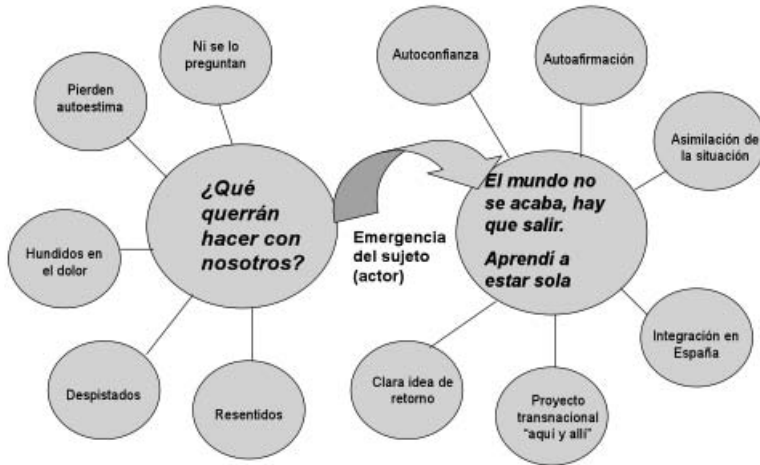 Ni se lo
preguntan
Pierden
autoestima
¿Qué
querrán
hacer con
nosotros?
Hundidos en
el dolor
Despistados
Resentidos
Emergencia
del sujeto
(actor)
Autoconfianza
Autoafirmación
Asimilación de
la situación
El mundo no
se acaba, hay
que salir.
Aprendí a
estar sola
Integración en
España
Clara idea de
retorno
Proyecto
transnacional
"aquí y allí"